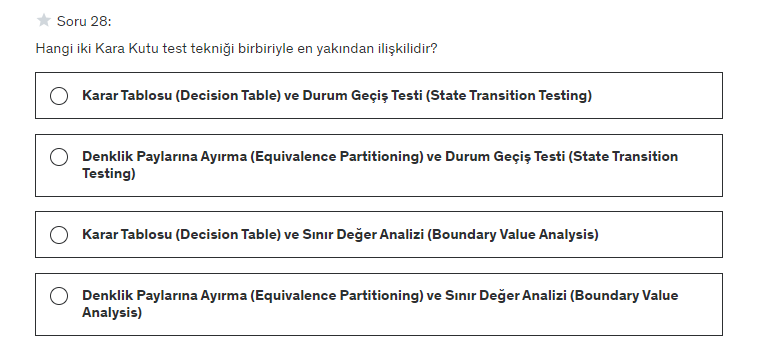 Soru 28:
Hangi iki Kara Kutu test tekniği birbiriyle en yakından ilişkilidir?
Karar Tablosu (Decision Table) ve Durum Geçiş Testi (State Transition Testing)
Denklik Paylarına Ayırma (Equivalence Partitioning) ve Durum Geçiş Testi (State Transition
Testing)
Karar Tablosu (Decision Table) ve Sınır Değer Analizi (Boundary Value Analysis)
Denklik Paylarına Ayırma (Equivalence Partitioning) ve Sınır Değer Analizi (Boundary Value
Analysis)